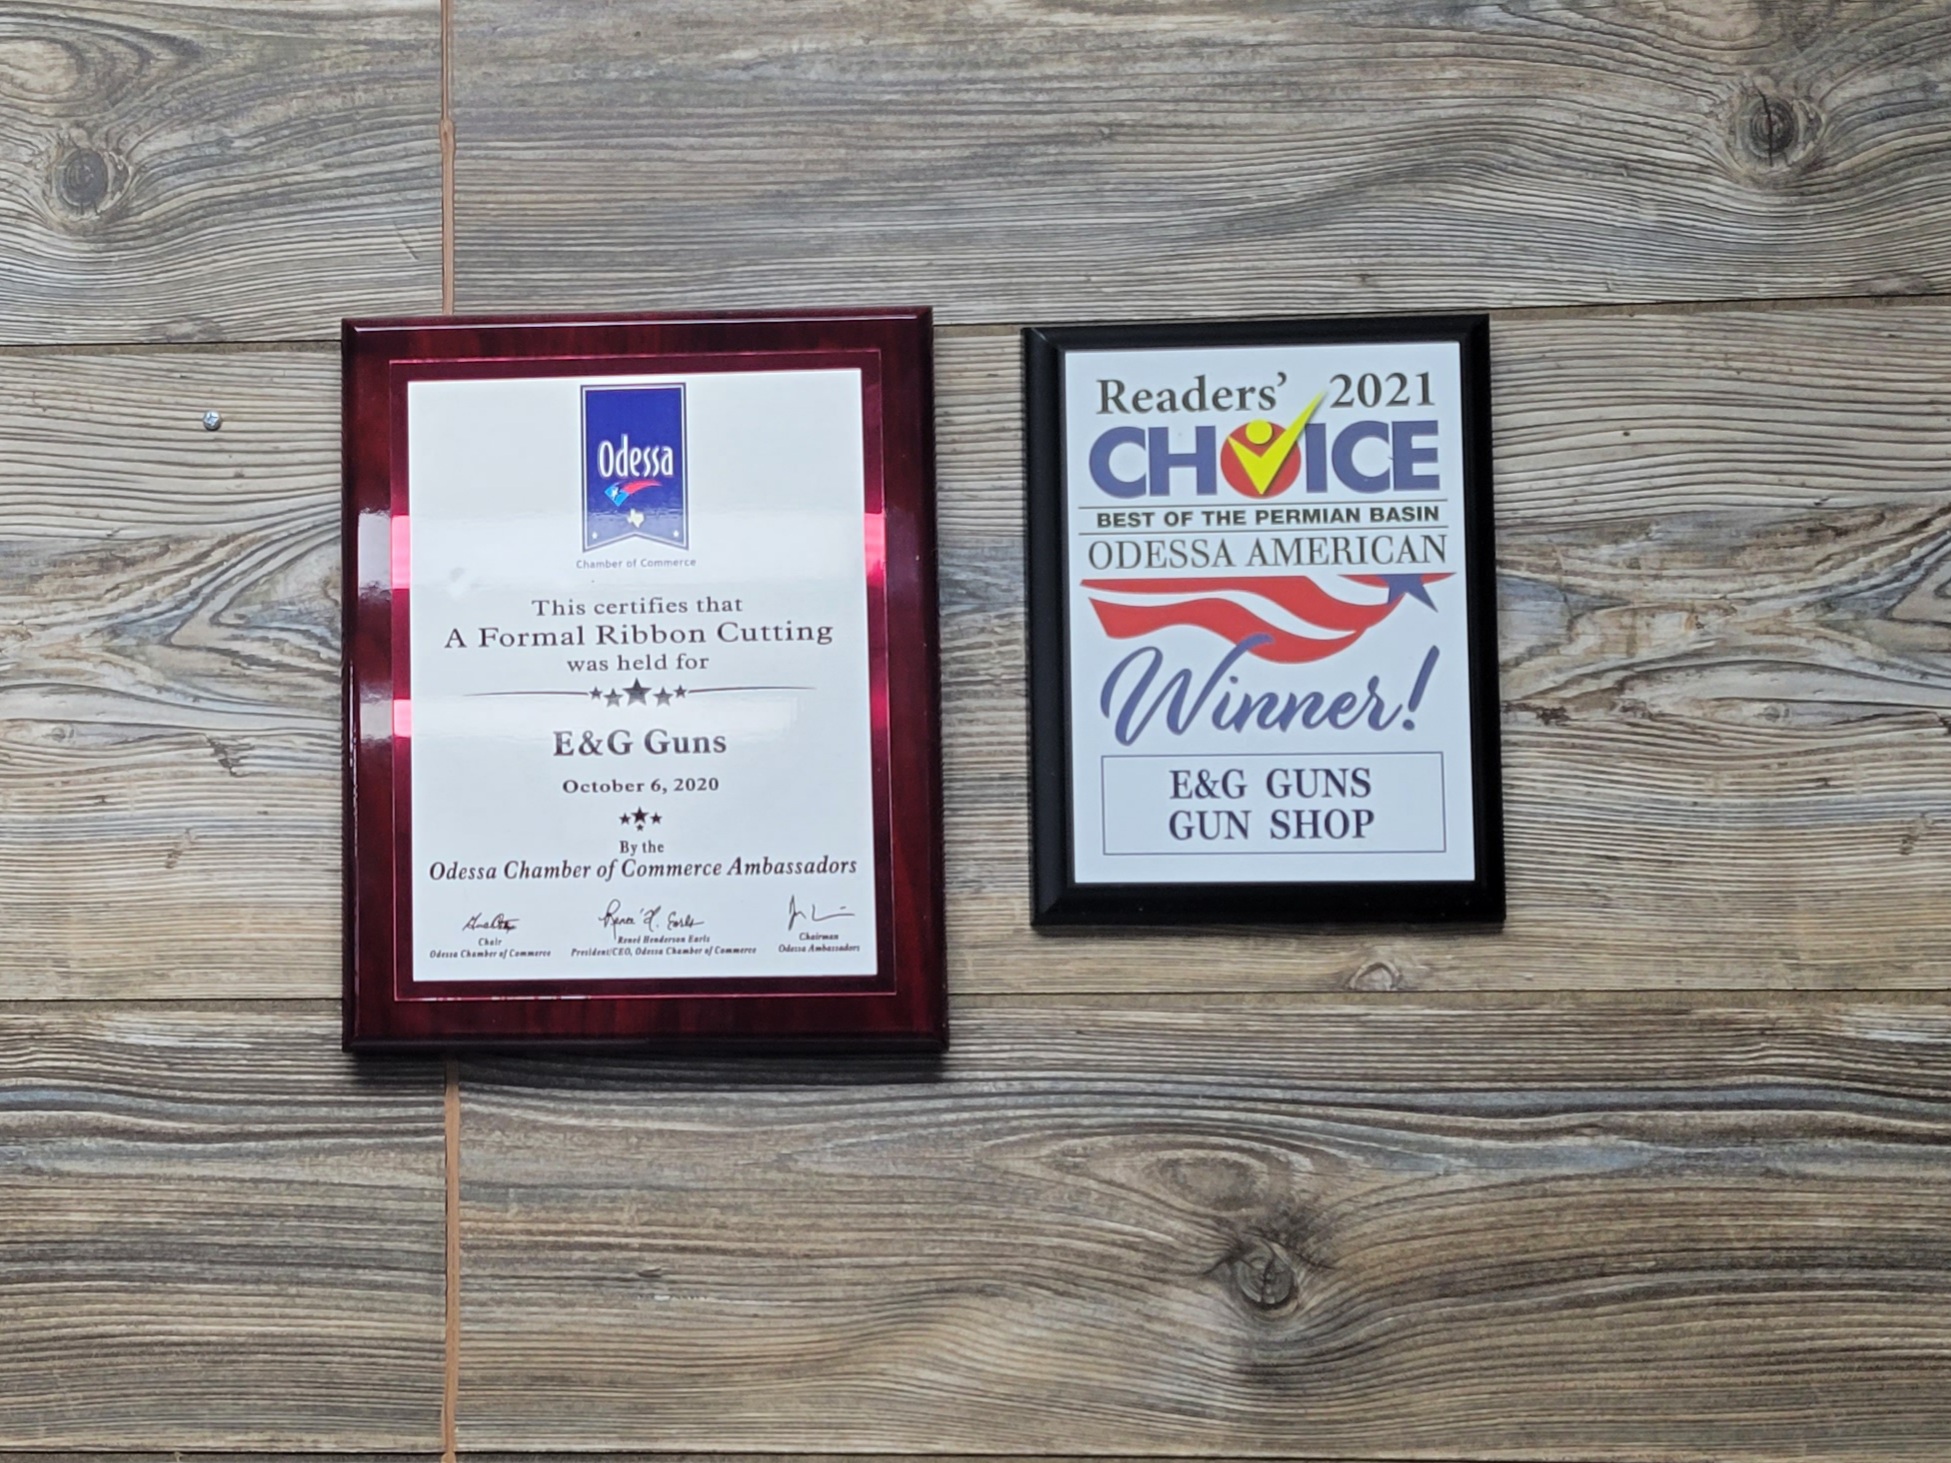 Odessa
Chamber of Commerce
This certifies that
A Formal Ribbon Cutting
was held for
E&G Guns
October 6, 2020
By the
Odessa Chamber of Commerce Ambassadors
Reneé H. Earls
Chair
Odessa Chamber of Commerce
Reneé Henderson Earls
President/CEO, Odessa Chamber of Commerce
Chairman
Odessa Ambassadors
Readers' 2021
CHOICE
BEST OF THE PERMIAN BASIN
ODESSA AMERICAN
Winner!
E&G GUNS
GUN SHOP